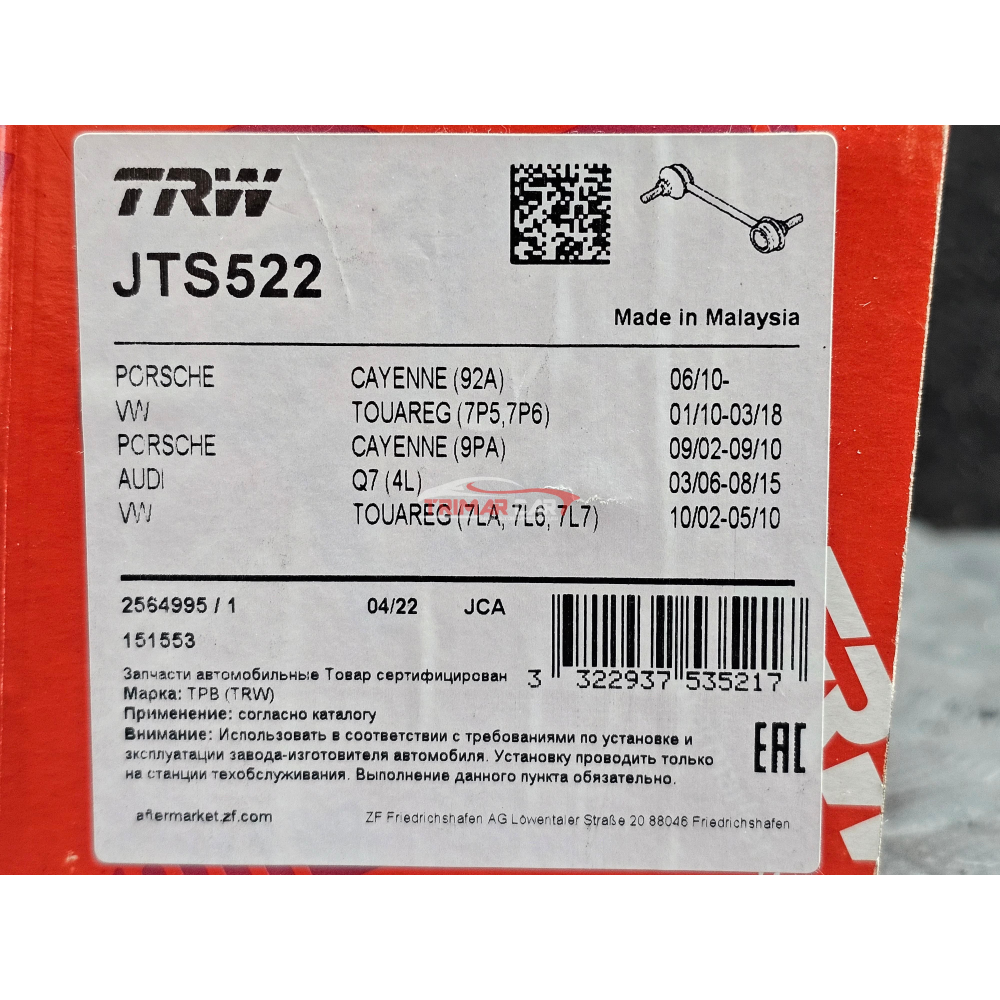 TRW
JTS522
Made in Malaysia
PORSCHE CAYENNE (92A) 06/10-
VW TOUAREG (7P5,7P6) 01/10-03/18
PORSCHE CAYENNE (9PA) 09/02-09/10
AUDI Q7 (4L) 03/06-08/15
TRIMAR CAR
VW TOUAREG (7LA, 7L6, 7L7) 10/02-05/10
2564995 / 1 04/22 JCA
151553
3 322937 535217
Запчасти автомобильные Товар сертифицирован
Марка: ТРВ (TRW)
Применение: согласно каталогу
Внимание: Использовать в соответствии с требованиями по установке и
эксплуатации завода-изготовителя автомобиля. Установку проводить только
на станции техобслуживания. Выполнение данного пункта обязательно.
EAC
aftermarket.zf.com ZF Friedrichshafen AG Löwentaler Straße 20 88046 Friedrichshafen
TRW